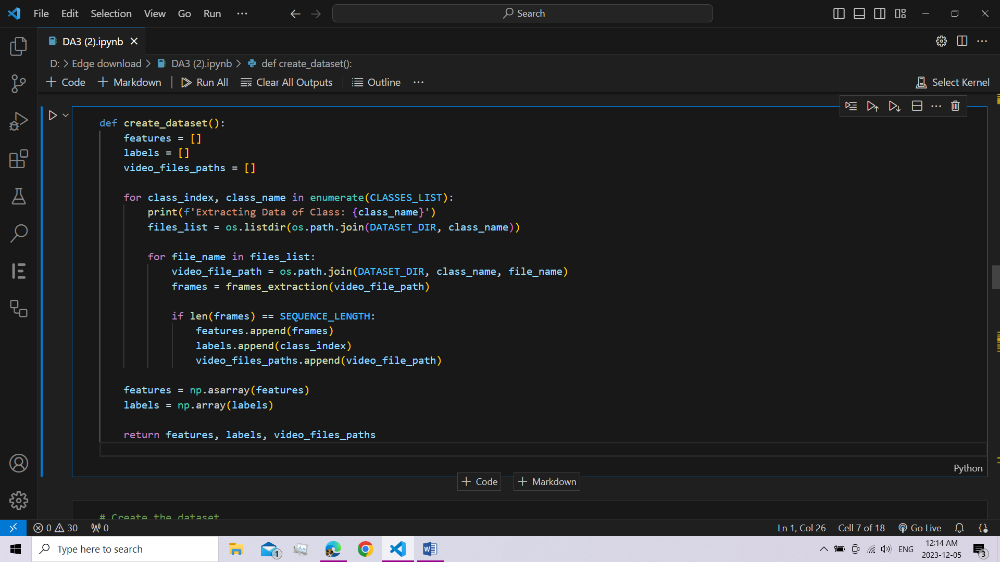 File Edit Selection View Go Run ··· Search
DA3 (2).ipynb
D: > Edge download > DA3 (2).ipynb > def create_dataset():
+ Code + Markdown Run All Clear All Outputs Outline ··· Select Kernel
def create_dataset():
features = []
labels = []
video_files_paths = []
for class_index, class_name in enumerate(CLASSES_LIST):
print(f'Extracting Data of Class: {class_name}')
files_list = os.listdir(os.path.join(DATASET_DIR, class_name))
for file_name in files_list:
video_file_path = os.path.join(DATASET_DIR, class_name, file_name)
frames = frames_extraction(video_file_path)
if len(frames) == SEQUENCE_LENGTH:
features.append(frames)
labels.append(class_index)
video_files_paths.append(video_file_path)
features = np.asarray(features)
labels = np.array(labels)
return features, labels, video_files_paths
Python
+ Code + Markdown
# Create the dataset
0 30 0 Ln 1, Col 26 Cell 7 of 18 Go Live
Type here to search 1 ENG 12:14 AM 3
2023-12-05